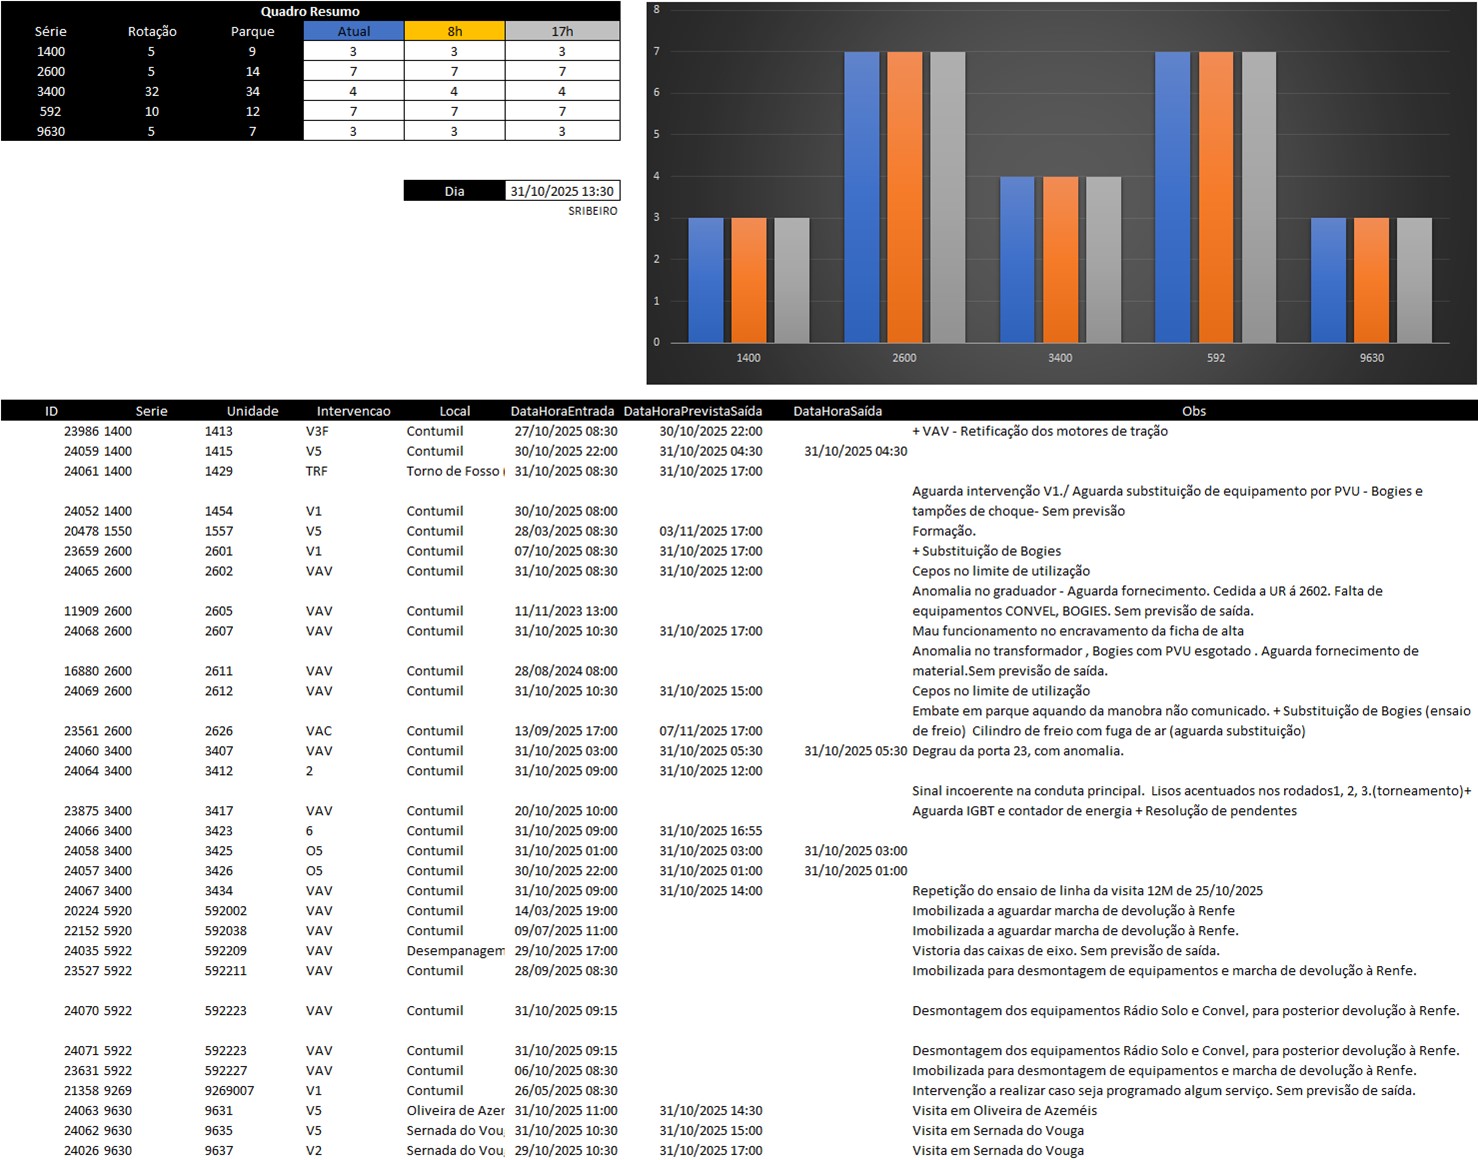 Quadro Resumo
Série Rotação Parque Atual 8h 17h
1400 5 9 3 3 3
2600 5 14 7 7 7
3400 32 34 4 4 4
592 10 12 7 7 7
9630 5 7 3 3 3
Dia 31/10/2025 13:30
SRIBEIRO
8
7
6
5
4
3
2
1
0
1400 2600 3400 592 9630
ID Serie Unidade Intervencao Local DataHoraEntrada DataHoraPrevistaSaída DataHoraSaída Obs
23986 1400 1413 V3F Contumil 27/10/2025 08:30 30/10/2025 22:00 + VAV - Retificação dos motores de tração
24059 1400 1415 V5 Contumil 30/10/2025 22:00 31/10/2025 04:30 31/10/2025 04:30
24061 1400 1429 TRF Torno de Fosso ( 31/10/2025 08:30 31/10/2025 17:00
Aguarda intervenção V1./ Aguarda substituição de equipamento por PVU - Bogies e
24052 1400 1454 V1 Contumil 30/10/2025 08:00 tampões de choque- Sem previsão
20478 1550 1557 V5 Contumil 28/03/2025 08:30 03/11/2025 17:00 Formação.
23659 2600 2601 V1 Contumil 07/10/2025 08:30 31/10/2025 17:00 + Substituição de Bogies
24065 2600 2602 VAV Contumil 31/10/2025 08:30 31/10/2025 12:00 Cepos no limite de utilização
Anomalia no graduador - Aguarda fornecimento. Cedida a UR á 2602. Falta de
11909 2600 2605 VAV Contumil 11/11/2023 13:00 equipamentos CONVEL, BOGIES. Sem previsão de saída.
24068 2600 2607 VAV Contumil 31/10/2025 10:30 31/10/2025 17:00 Mau funcionamento no encravamento da ficha de alta
Anomalia no transformador , Bogies com PVU esgotado . Aguarda fornecimento de
16880 2600 2611 VAV Contumil 28/08/2024 08:00 material.Sem previsão de saída.
24069 2600 2612 VAV Contumil 31/10/2025 10:30 31/10/2025 15:00 Cepos no limite de utilização
Embate em parque aquando da manobra não comunicado. + Substituição de Bogies (ensaio
23561 2600 2626 VAC Contumil 13/09/2025 17:00 07/11/2025 17:00 de freio) Cilindro de freio com fuga de ar (aguarda substituição)
24060 3400 3407 VAV Contumil 31/10/2025 03:00 31/10/2025 05:30 31/10/2025 05:30 Degrau da porta 23, com anomalia.
24064 3400 3412 2 Contumil 31/10/2025 09:00 31/10/2025 12:00
Sinal incoerente na conduta principal. Lisos acentuados nos rodados1, 2, 3.(torneamento)+
23875 3400 3417 VAV Contumil 20/10/2025 10:00 Aguarda IGBT e contador de energia + Resolução de pendentes
24066 3400 3423 6 Contumil 31/10/2025 09:00 31/10/2025 16:55
24058 3400 3425 O5 Contumil 31/10/2025 01:00 31/10/2025 03:00 31/10/2025 03:00
24057 3400 3426 O5 Contumil 30/10/2025 22:00 31/10/2025 01:00 31/10/2025 01:00
24067 3400 3434 VAV Contumil 31/10/2025 09:00 31/10/2025 14:00 Repetição do ensaio de linha da visita 12M de 25/10/2025
20224 5920 592002 VAV Contumil 14/03/2025 19:00 Imobilizada a aguardar marcha de devolução à Renfe
22152 5920 592038 VAV Contumil 09/07/2025 11:00 Imobilizada a aguardar marcha de devolução à Renfe.
24035 5922 592209 VAV Desempanagem 29/10/2025 17:00 Vistoria das caixas de eixo. Sem previsão de saída.
23527 5922 592211 VAV Contumil 28/09/2025 08:30 Imobilizada para desmontagem de equipamentos e marcha de devolução à Renfe.
24070 5922 592223 VAV Contumil 31/10/2025 09:15 Desmontagem dos equipamentos Rádio Solo e Convel, para posterior devolução à Renfe.
24071 5922 592223 VAV Contumil 31/10/2025 09:15 Desmontagem dos equipamentos Rádio Solo e Convel, para posterior devolução à Renfe.
23631 5922 592227 VAV Contumil 06/10/2025 08:30 Imobilizada para desmontagem de equipamentos e marcha de devolução à Renfe.
21358 9269 9269007 V1 Contumil 26/05/2025 08:30 Intervenção a realizar caso seja programado algum serviço. Sem previsão de saída.
24063 9630 9631 V5 Oliveira de Azer 31/10/2025 11:00 31/10/2025 14:30 Visita em Oliveira de Azeméis
24062 9630 9635 V5 Sernada do Vou 31/10/2025 10:30 31/10/2025 15:00 Visita em Sernada do Vouga
24026 9630 9637 V2 Sernada do Vou 29/10/2025 10:30 31/10/2025 17:00 Visita em Sernada do Vouga